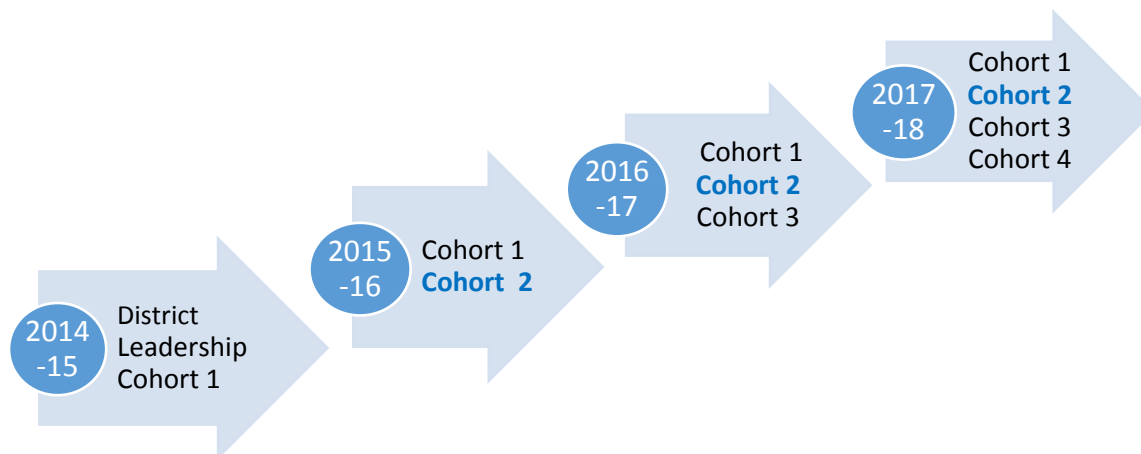 2014
-15
District
Leadership
Cohort 1
2015
-16
Cohort 1
Cohort  2
2016
-17
Cohort 1
Cohort 2
Cohort 3
2017
-18
Cohort 1
Cohort 2
Cohort 3
Cohort 4